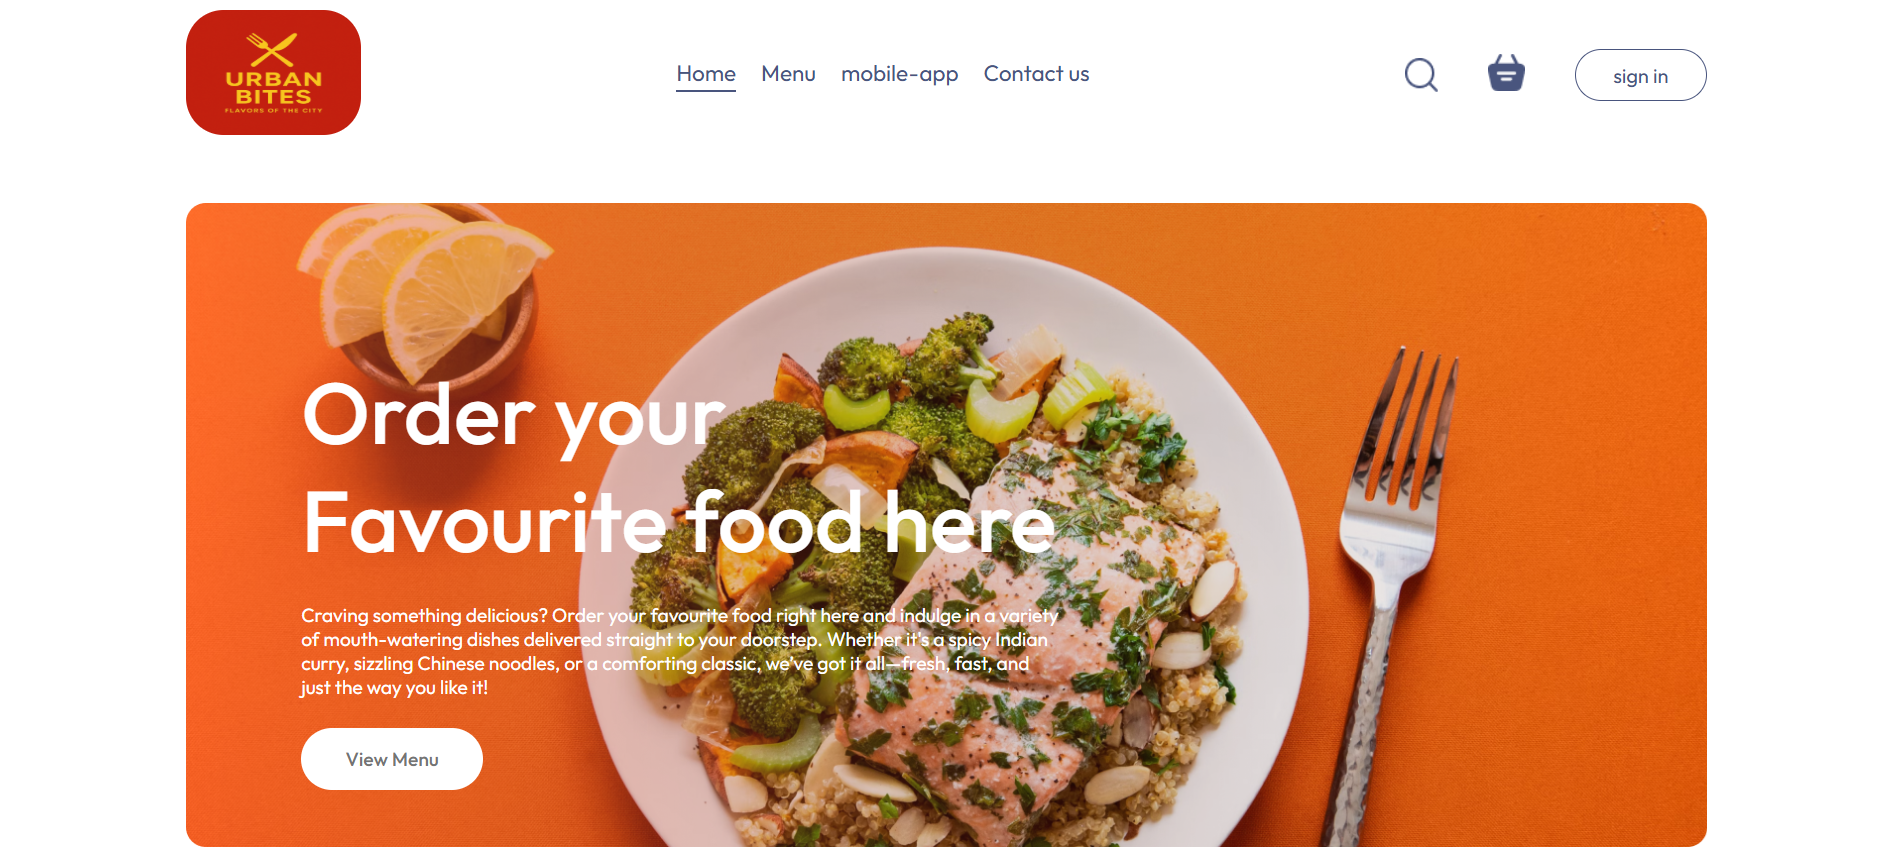 URBAN
BITES
FLAVORS OF THE CITY
Home Menu mobile-app Contact us
sign in
Order your
Favourite food here
Craving something delicious? Order your favourite food right here and indulge in a variety
of mouth-watering dishes delivered straight to your doorstep. Whether it's a spicy Indian
curry, sizzling Chinese noodles, or a comforting classic, we've got it all—fresh, fast, and
just the way you like it!
View Menu